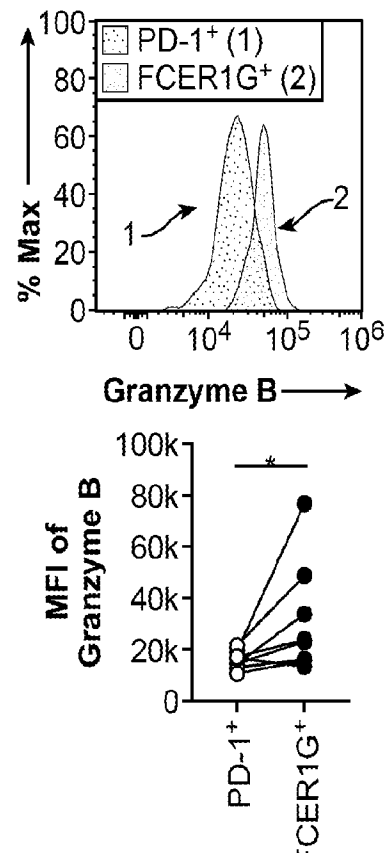 100
80
60
40
20
0
% Max
PD-1⁺ (1)
FCER1G⁺ (2)
1
2
0 10⁴ 10⁵ 10⁶
Granzyme B
100k
80k
60k
40k
20k
0
MFI of
Granzyme B
*
PD-1⁺
FCER1G⁺